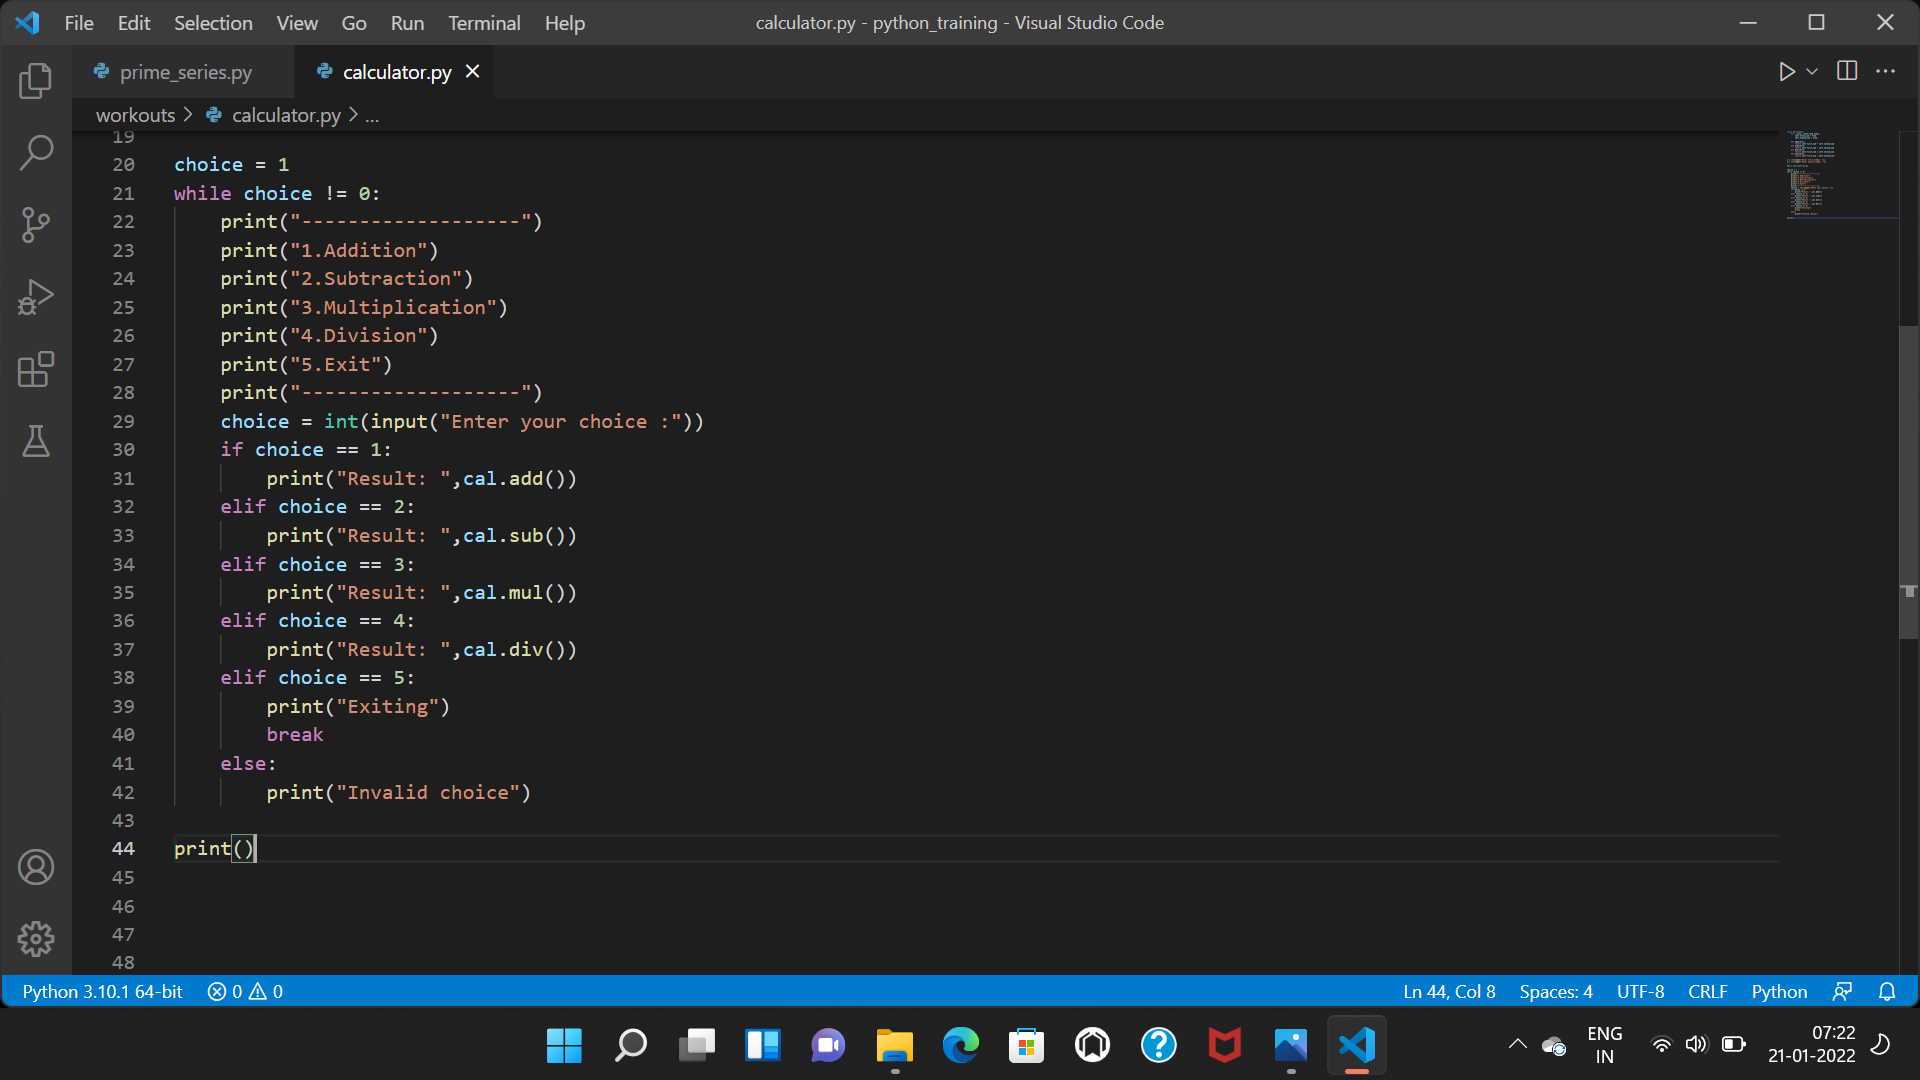 File Edit Selection View Go Run Terminal Help
calculator.py - python_training - Visual Studio Code
prime_series.py
calculator.py
workouts > calculator.py > ...
19
20 choice = 1
21 while choice != 0:
22 print("-------------------")
23 print("1.Addition")
24 print("2.Subtraction")
25 print("3.Multiplication")
26 print("4.Division")
27 print("5.Exit")
28 print("-------------------")
29 choice = int(input("Enter your choice :"))
30 if choice == 1:
31 print("Result: ",cal.add())
32 elif choice == 2:
33 print("Result: ",cal.sub())
34 elif choice == 3:
35 print("Result: ",cal.mul())
36 elif choice == 4:
37 print("Result: ",cal.div())
38 elif choice == 5:
39 print("Exiting")
40 break
41 else:
42 print("Invalid choice")
43
44 print()
45
46
47
48
Python 3.10.1 64-bit 0 0 Ln 44, Col 8 Spaces: 4 UTF-8 CRLF Python
ENG
IN
07:22
21-01-2022